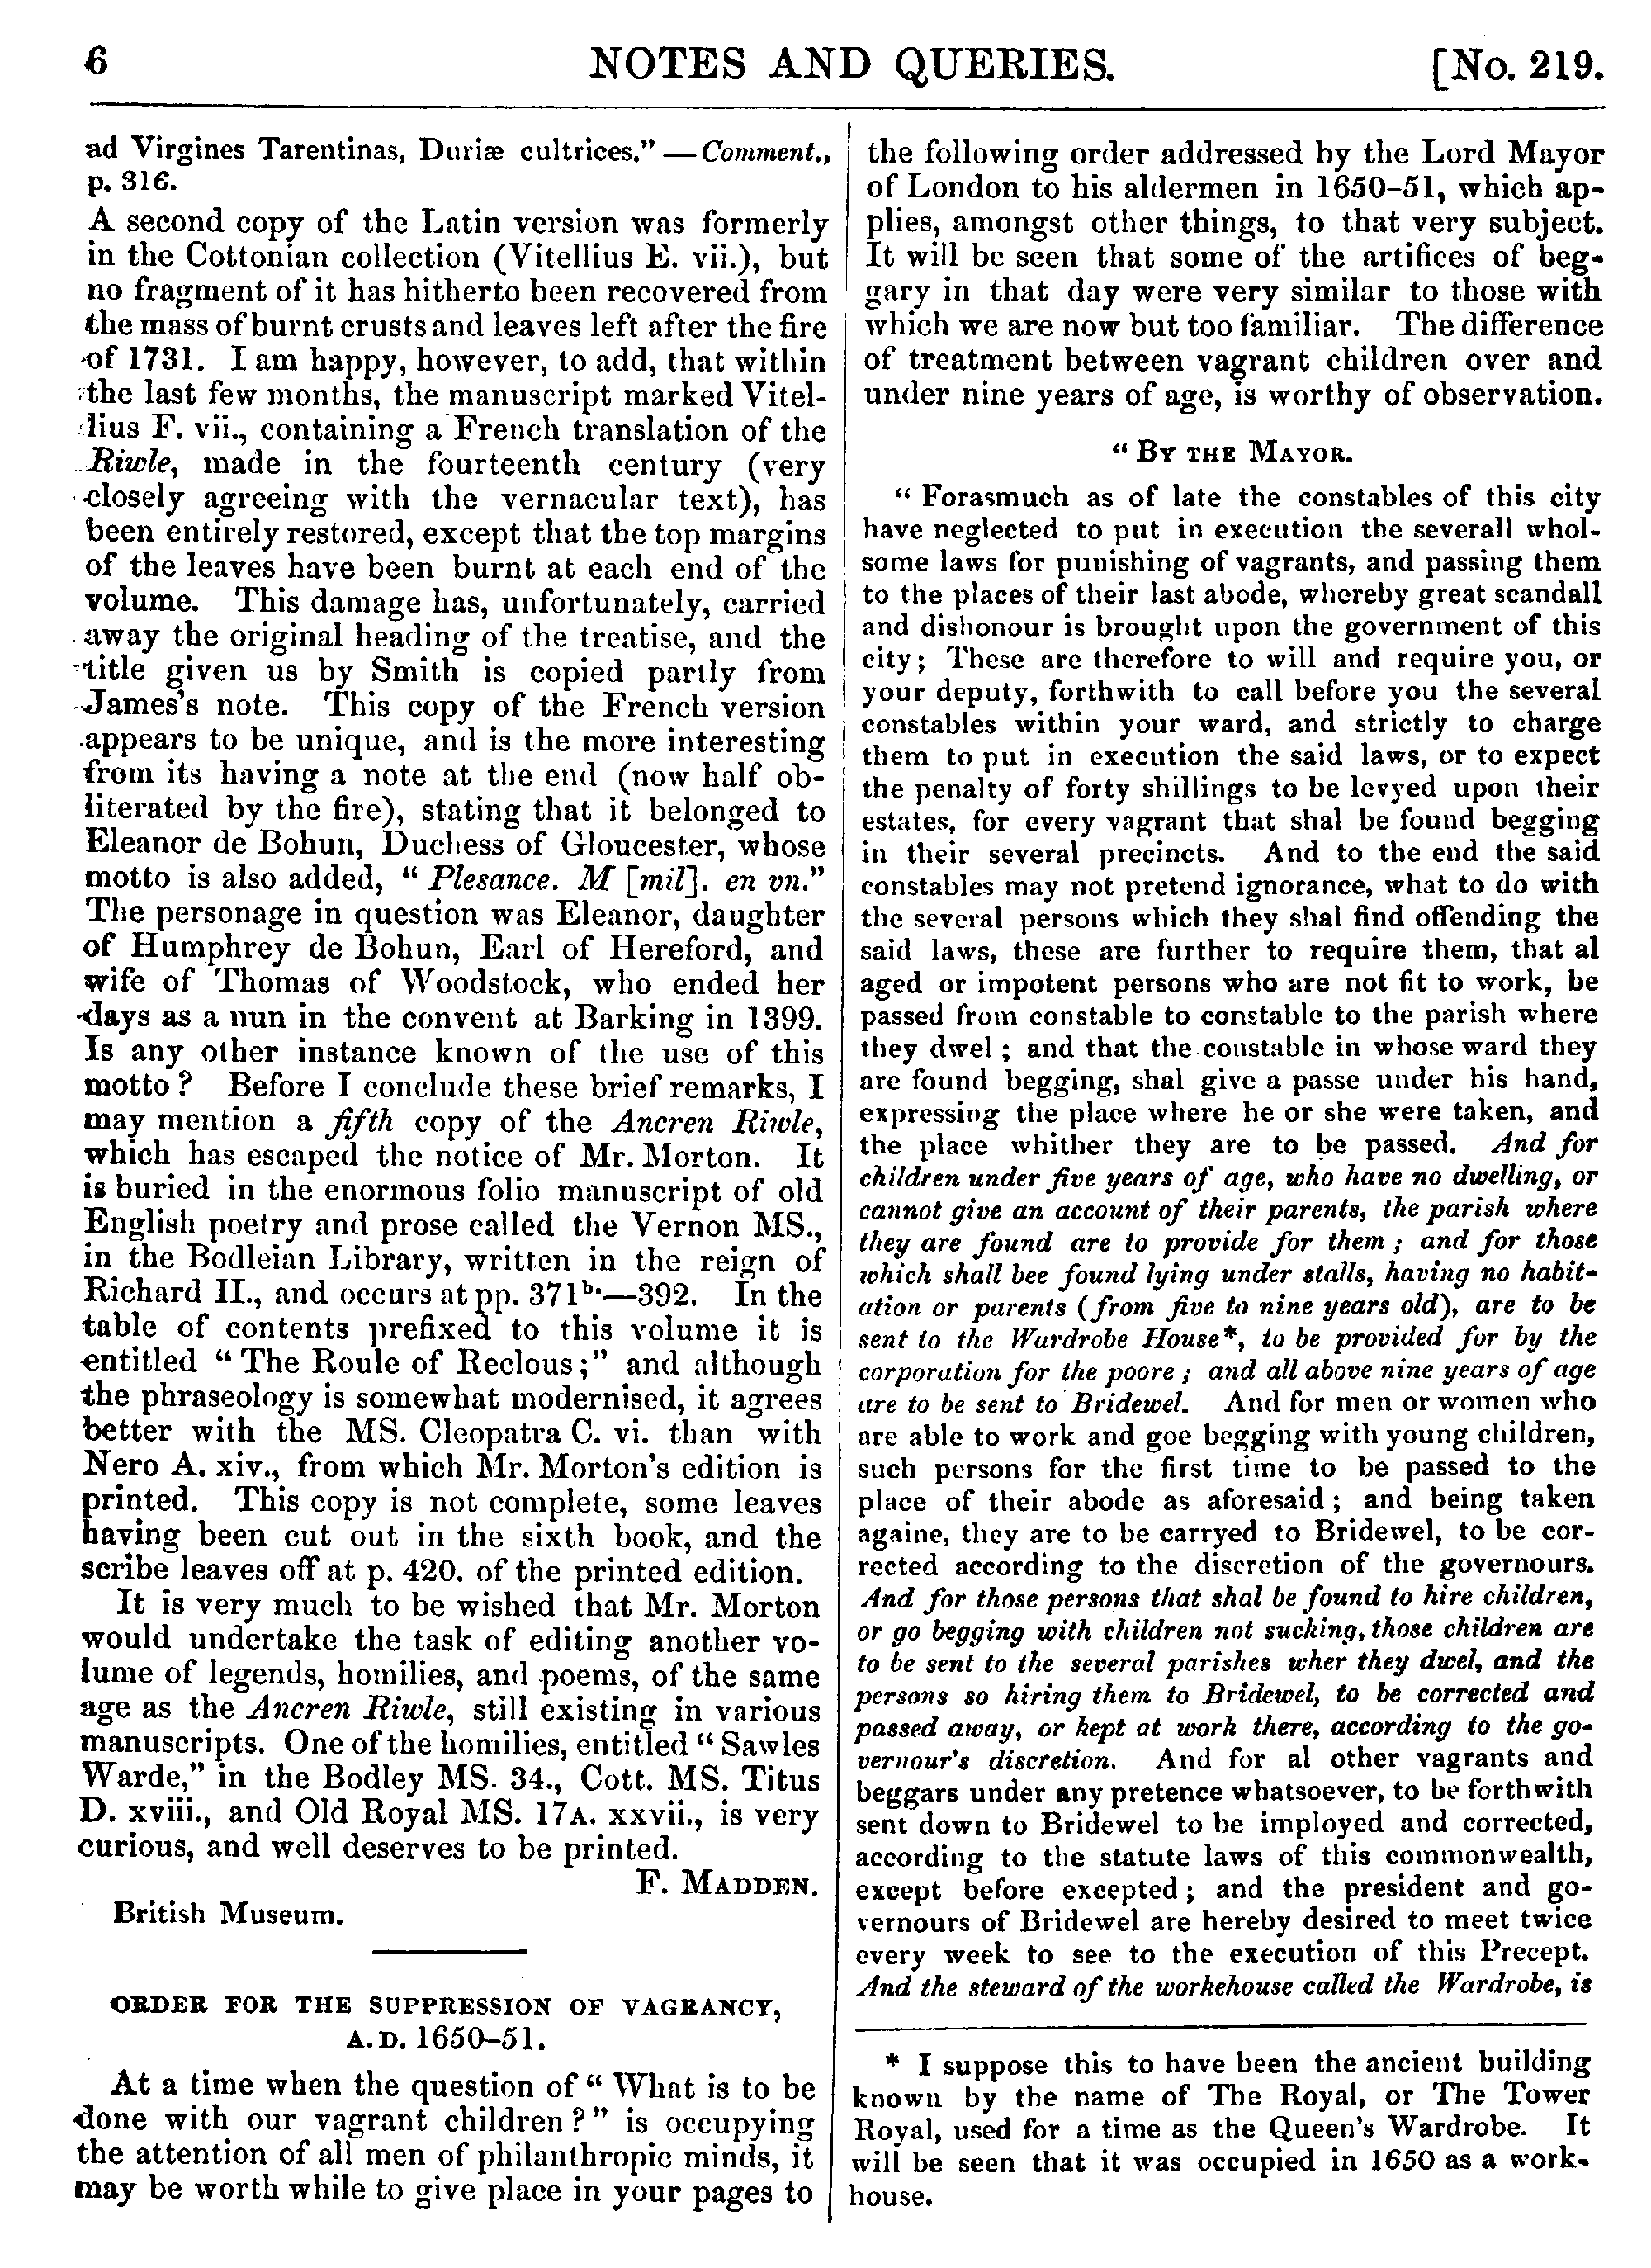 6 NOTES AND QUERIES. [No. 219.
ad Virgines Tarentinas, Duriæ cultrices." — Comment.,
p. 316.
A second copy of the Latin version was formerly
in the Cottonian collection (Vitellius E. vii.), but
no fragment of it has hitherto been recovered from
the mass of burnt crusts and leaves left after the fire
of 1731. I am happy, however, to add, that within
the last few months, the manuscript marked Vitel-
lius F. vii., containing a French translation of the
Riwle, made in the fourteenth century (very
closely agreeing with the vernacular text), has
been entirely restored, except that the top margins
of the leaves have been burnt at each end of the
volume. This damage has, unfortunately, carried
away the original heading of the treatise, and the
title given us by Smith is copied partly from
James's note. This copy of the French version
appears to be unique, and is the more interesting
from its having a note at the end (now half ob-
literated by the fire), stating that it belonged to
Eleanor de Bohun, Duchess of Gloucester, whose
motto is also added, "Plesance. M [mil]. en vn."
The personage in question was Eleanor, daughter
of Humphrey de Bohun, Earl of Hereford, and
wife of Thomas of Woodstock, who ended her
days as a nun in the convent at Barking in 1399.
Is any other instance known of the use of this
motto? Before I conclude these brief remarks, I
may mention a fifth copy of the Ancren Riwle,
which has escaped the notice of Mr. Morton. It
is buried in the enormous folio manuscript of old
English poetry and prose called the Vernon MS.,
in the Bodleian Library, written in the reign of
Richard II., and occurs at pp. 371b.—392. In the
table of contents prefixed to this volume it is
entitled "The Roule of Reclous;" and although
the phraseology is somewhat modernised, it agrees
better with the MS. Cleopatra C. vi. than with
Nero A. xiv., from which Mr. Morton's edition is
printed. This copy is not complete, some leaves
having been cut out in the sixth book, and the
scribe leaves off at p. 420. of the printed edition.
It is very much to be wished that Mr. Morton
would undertake the task of editing another vo-
lume of legends, homilies, and poems, of the same
age as the Ancren Riwle, still existing in various
manuscripts. One of the homilies, entitled "Sawles
Warde," in the Bodley MS. 34., Cott. MS. Titus
D. xviii., and Old Royal MS. 17A. xxvii., is very
curious, and well deserves to be printed.
F. MADDEN.
British Museum.
ORDER FOR THE SUPPRESSION OF VAGRANCY,
A.D. 1650–51.
At a time when the question of "What is to be
done with our vagrant children?" is occupying
the attention of all men of philanthropic minds, it
may be worth while to give place in your pages to
the following order addressed by the Lord Mayor
of London to his aldermen in 1650–51, which ap-
plies, amongst other things, to that very subject.
It will be seen that some of the artifices of beg-
gary in that day were very similar to those with
which we are now but too familiar. The difference
of treatment between vagrant children over and
under nine years of age, is worthy of observation.
"BY THE MAYOR.
"Forasmuch as of late the constables of this city
have neglected to put in execution the severall whol-
some laws for punishing of vagrants, and passing them
to the places of their last abode, whereby great scandall
and dishonour is brought upon the government of this
city; These are therefore to will and require you, or
your deputy, forthwith to call before you the several
constables within your ward, and strictly to charge
them to put in execution the said laws, or to expect
the penalty of forty shillings to be levyed upon their
estates, for every vagrant that shal be found begging
in their several precincts. And to the end the said
constables may not pretend ignorance, what to do with
the several persons which they shal find offending the
said laws, these are further to require them, that al
aged or impotent persons who are not fit to work, be
passed from constable to constable to the parish where
they dwel; and that the constable in whose ward they
are found begging, shal give a passe under his hand,
expressing the place where he or she were taken, and
the place whither they are to be passed. And for
children under five years of age, who have no dwelling, or
cannot give an account of their parents, the parish where
they are found are to provide for them; and for those
which shall bee found lying under stalls, having no habit-
ation or parents (from five to nine years old), are to be
sent to the Wardrobe House*, to be provided for by the
corporation for the poore; and all above nine years of age
are to be sent to Bridewel. And for men or women who
are able to work and goe begging with young children,
such persons for the first time to be passed to the
place of their abode as aforesaid; and being taken
againe, they are to be carryed to Bridewel, to be cor-
rected according to the discretion of the governours.
And for those persons that shal be found to hire children,
or go begging with children not sucking, those children are
to be sent to the several parishes wher they dwel, and the
persons so hiring them to Bridewel, to be corrected and
passed away, or kept at work there, according to the go-
vernour's discretion. And for al other vagrants and
beggars under any pretence whatsoever, to be forthwith
sent down to Bridewel to be imployed and corrected,
according to the statute laws of this commonwealth,
except before excepted; and the president and go-
vernours of Bridewel are hereby desired to meet twice
every week to see to the execution of this Precept.
And the steward of the workehouse called the Wardrobe, is
* I suppose this to have been the ancient building
known by the name of The Royal, or The Tower
Royal, used for a time as the Queen's Wardrobe. It
will be seen that it was occupied in 1650 as a work-
house.